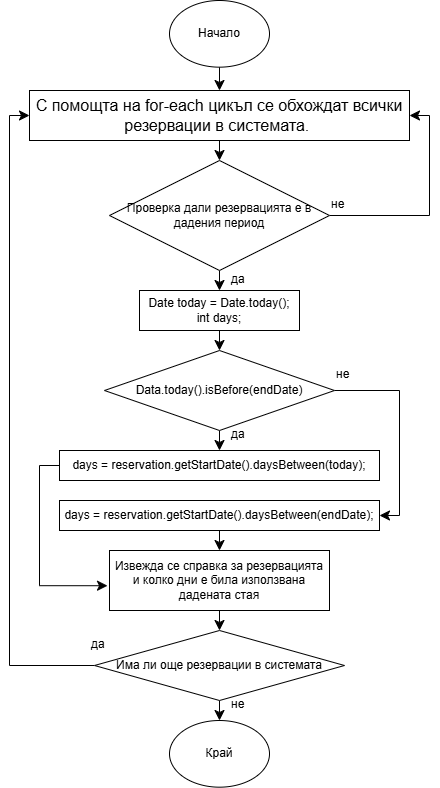 Начало
С помощта на for-each цикъл се обхождат всички
резервации в системата.
не
Проверка дали резервацията е в
дадения период
да
Date today = Date.today();
int days;
не
Data.today().isBefore(endDate)
да
days = reservation.getStartDate().daysBetween(today);
days = reservation.getStartDate().daysBetween(endDate);
Извежда се справка за резервацията
и колко дни е била използвана
дадената стая
да
Има ли още резервации в системата
не
Край